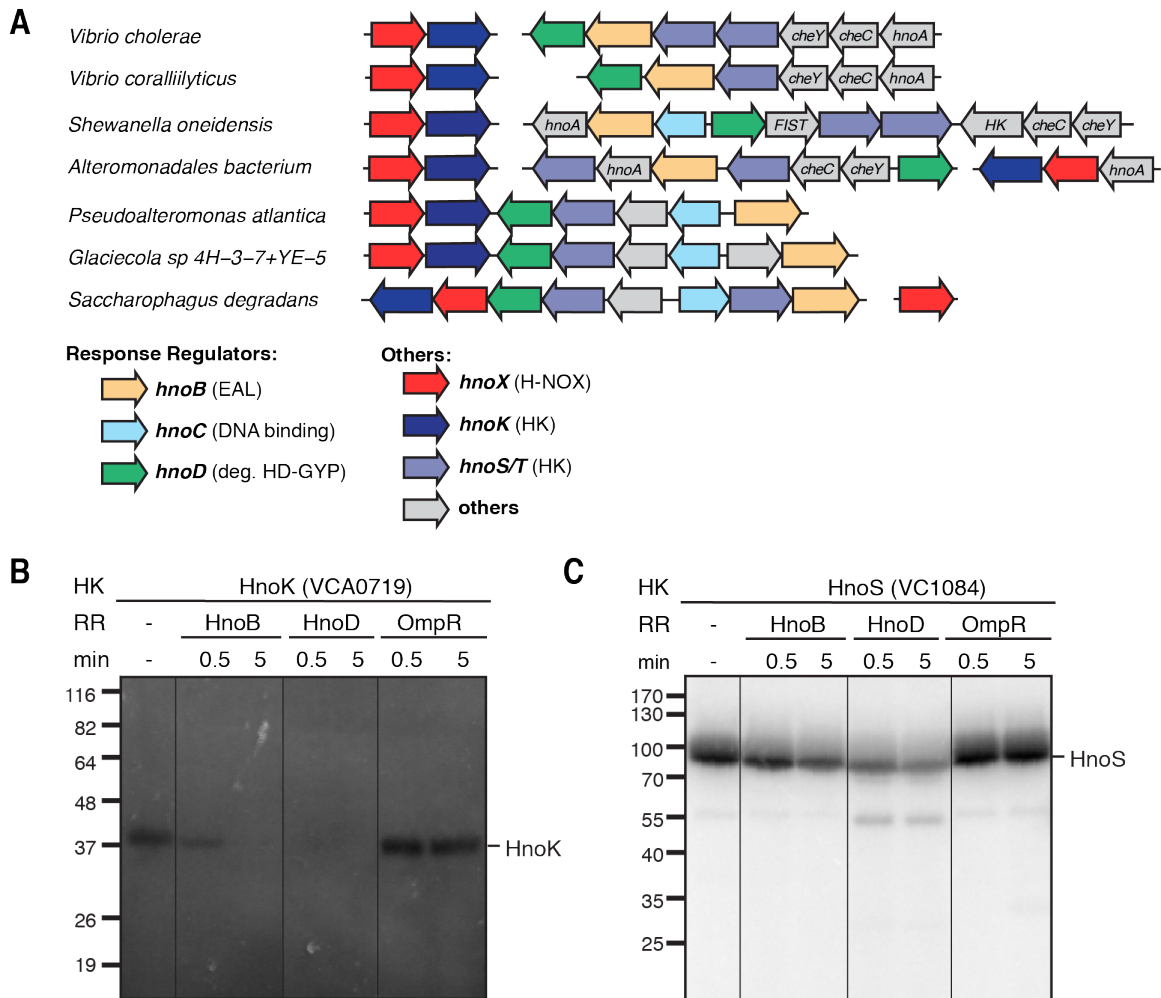 A
Vibrio cholerae
cheY cheC hnoA
Vibrio coralliilyticus
cheY cheC hnoA
Shewanella oneidensis
hnoA FIST HK cheC cheY
Alteromonadales bacterium
hnoA cheC cheY hnoA
Pseudoalteromonas atlantica
Glaciecola sp 4H−3−7+YE−5
Saccharophagus degradans
Response Regulators:
hnoB (EAL)
hnoC (DNA binding)
hnoD (deg. HD-GYP)
Others:
hnoX (H-NOX)
hnoK (HK)
hnoS/T (HK)
others
B
HK HnoK (VCA0719)
RR - HnoB HnoD OmpR
min - 0.5 5 0.5 5 0.5 5
116
82
64
48
37
HnoK
26
19
C
HK HnoS (VC1084)
RR - HnoB HnoD OmpR
min - 0.5 5 0.5 5 0.5 5
170
130
100
HnoS
70
55
40
35
25